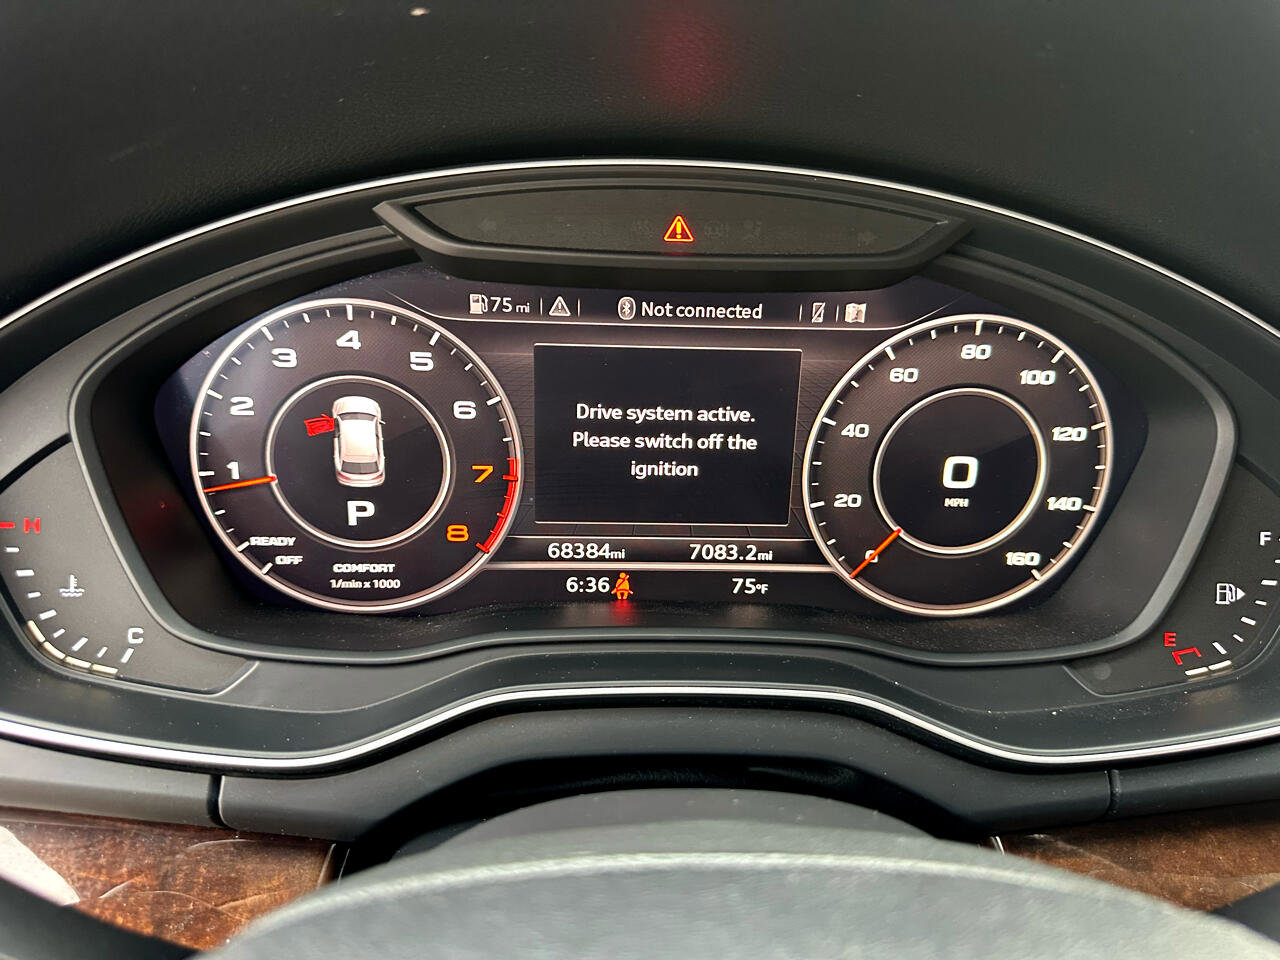 75 mi
Not connected
1
2
3
4
5
6
7
8
READY
OFF
P
COMFORT
1/min x 1000
Drive system active.
Please switch off the
ignition
68384mi
7083.2mi
6:36
75°F
0
20
40
60
80
100
120
140
160
0
MPH
H
C
F
E